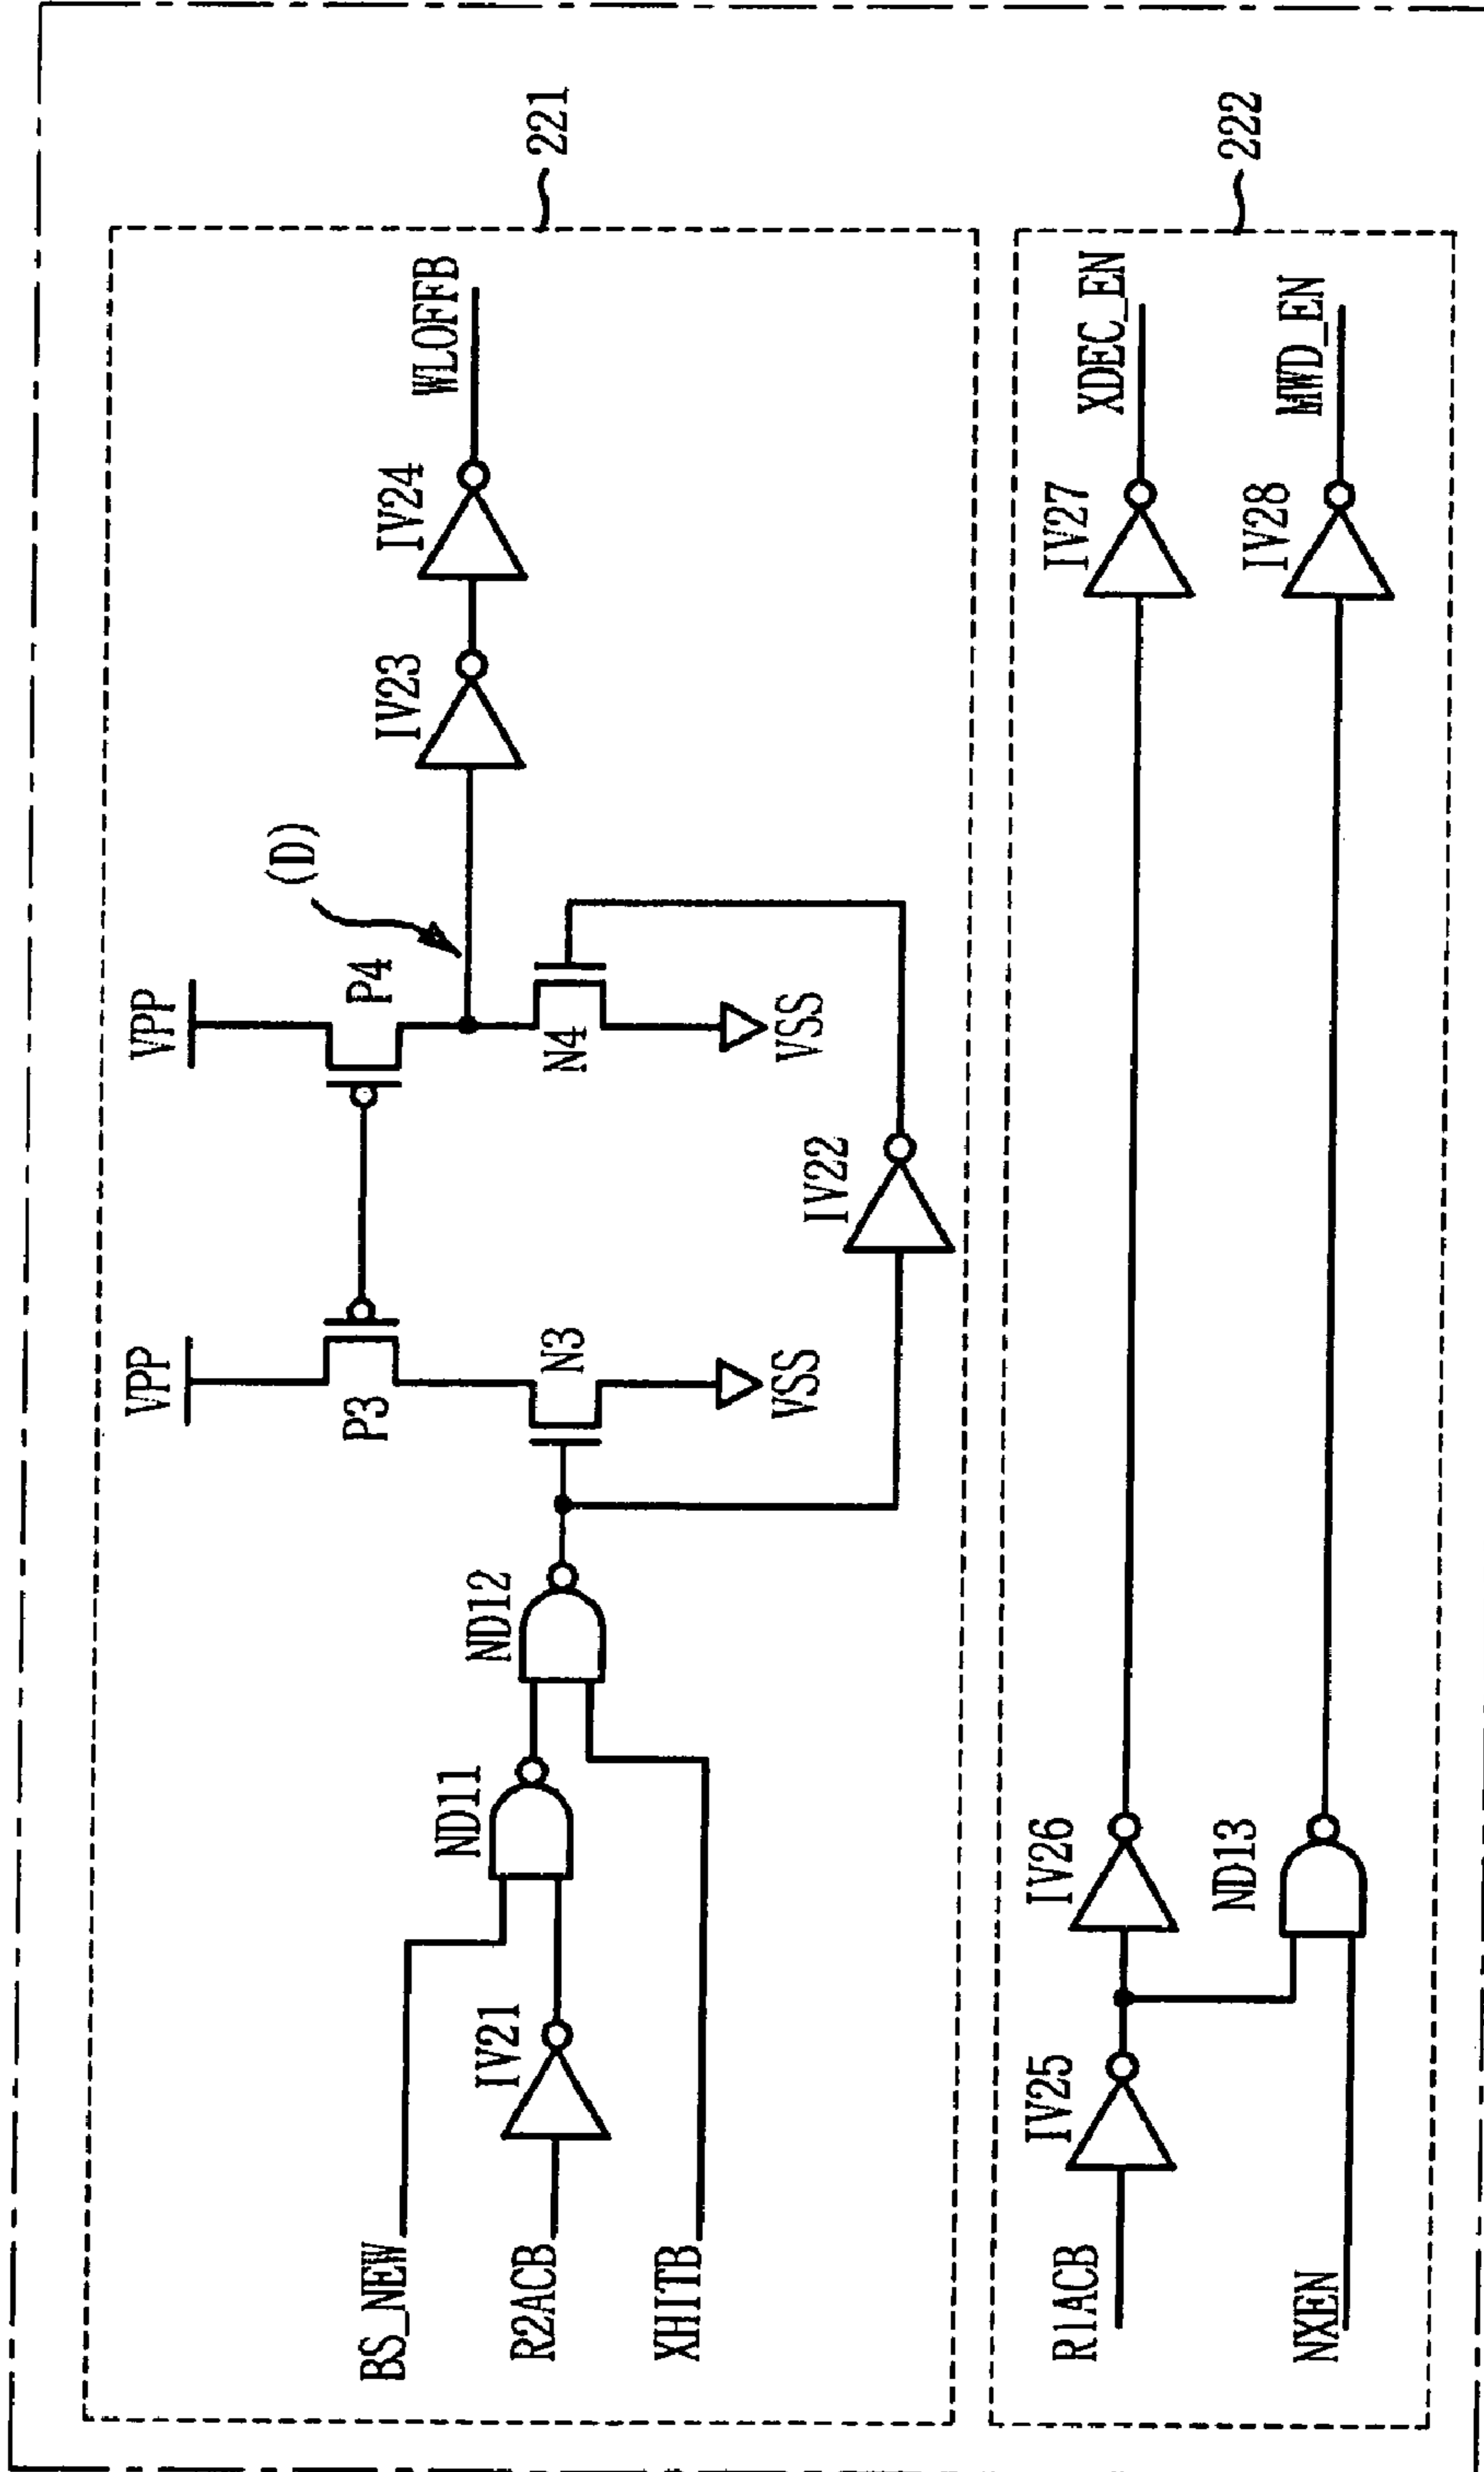 221
VPP
VPP
(D)
P3
P4
N3
N4
VSS
VSS
BS_NEW
R2ACB
XHITB
IV21
ND11
ND12
IV22
IV23
IV24
WLOFFB
222
R1ACB
NXEN
IV25
IV26
ND13
IV27
IV28
XDEC_EN
MWD_EN